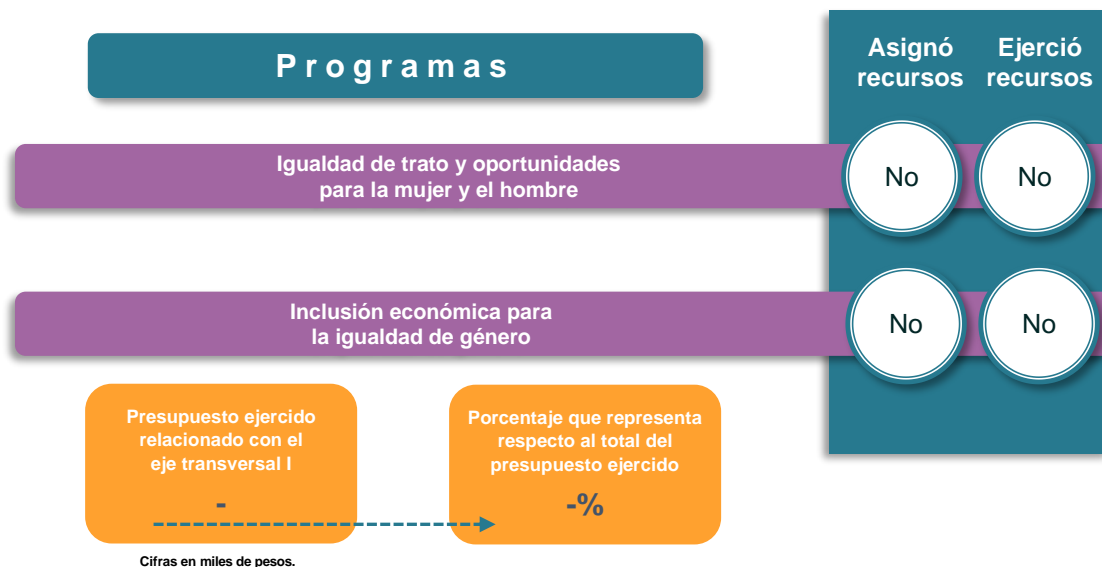 Programas
Asignó
recursos
Ejerció
recursos
Igualdad de trato y oportunidades
para la mujer y el hombre
No
No
Inclusión económica para
la igualdad de género
No
No
Presupuesto ejercido
relacionado con el
eje transversal I
-
Porcentaje que representa
respecto al total del
presupuesto ejercido
-%
Cifras en miles de pesos.